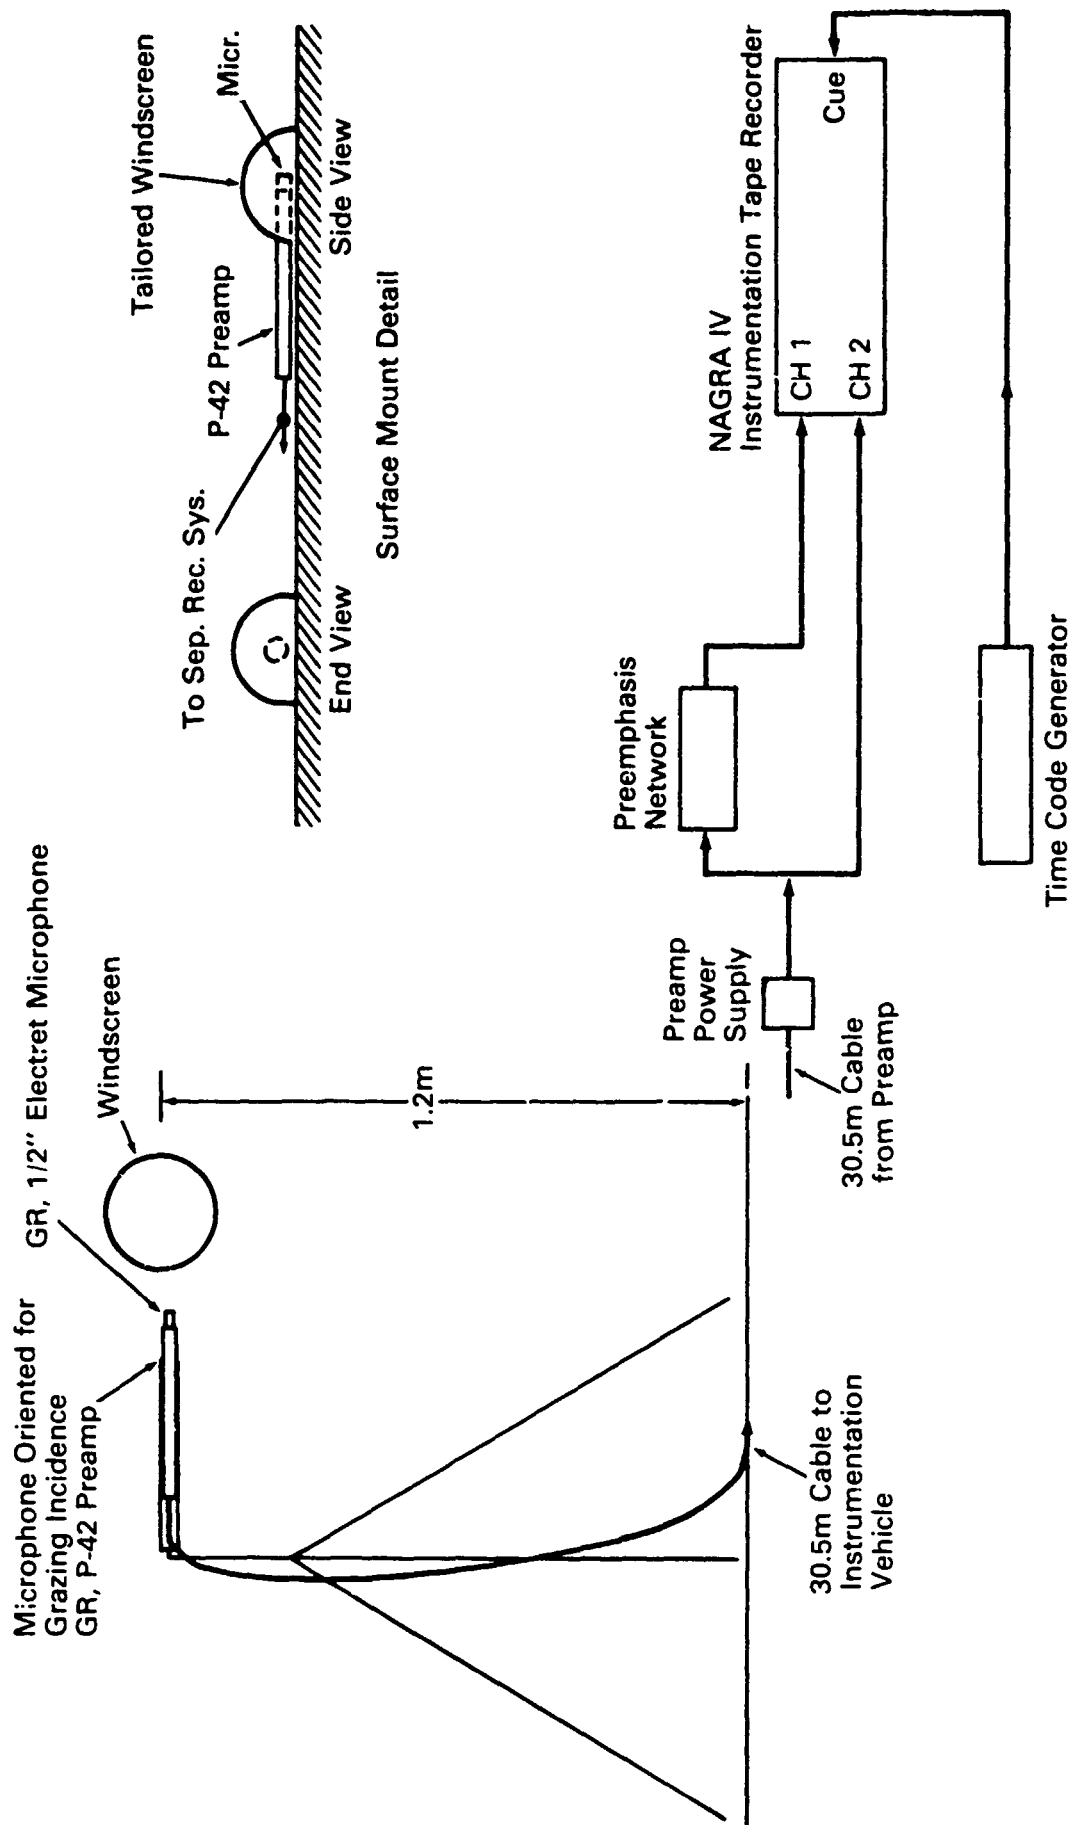 Microphone Oriented for
Grazing Incidence
GR, P-42 Preamp
GR, 1/2" Electret Microphone
Windscreen
1.2m
30.5m Cable to
Instrumentation
Vehicle
Tailored Windscreen
Micr.
P-42 Preamp
To Sep. Rec. Sys.
End View
Side View
Surface Mount Detail
Preamp
Power
Supply
30.5m Cable
from Preamp
Preemphasis
Network
NAGRA IV
Instrumentation Tape Recorder
CH 1
CH 2
Cue
Time Code Generator